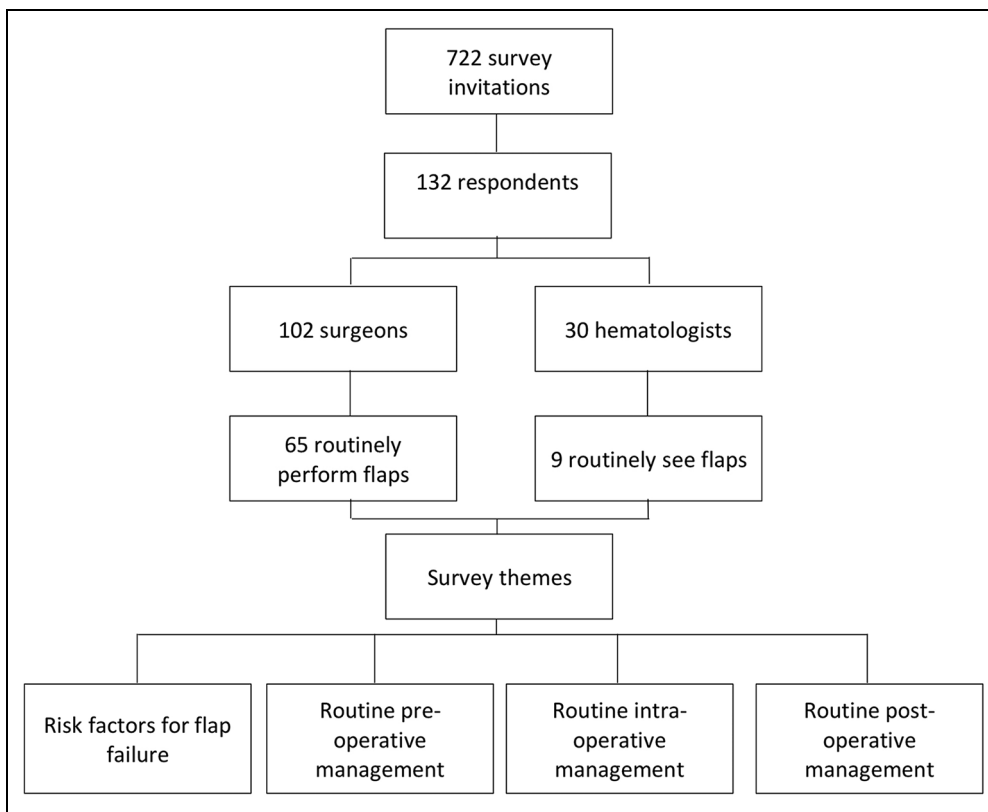 722 survey
invitations
132 respondents
102 surgeons
30 hematologists
65 routinely
perform flaps
9 routinely see flaps
Survey themes
Risk factors for flap
failure
Routine pre-
operative
management
Routine intra-
operative
management
Routine post-
operative
management